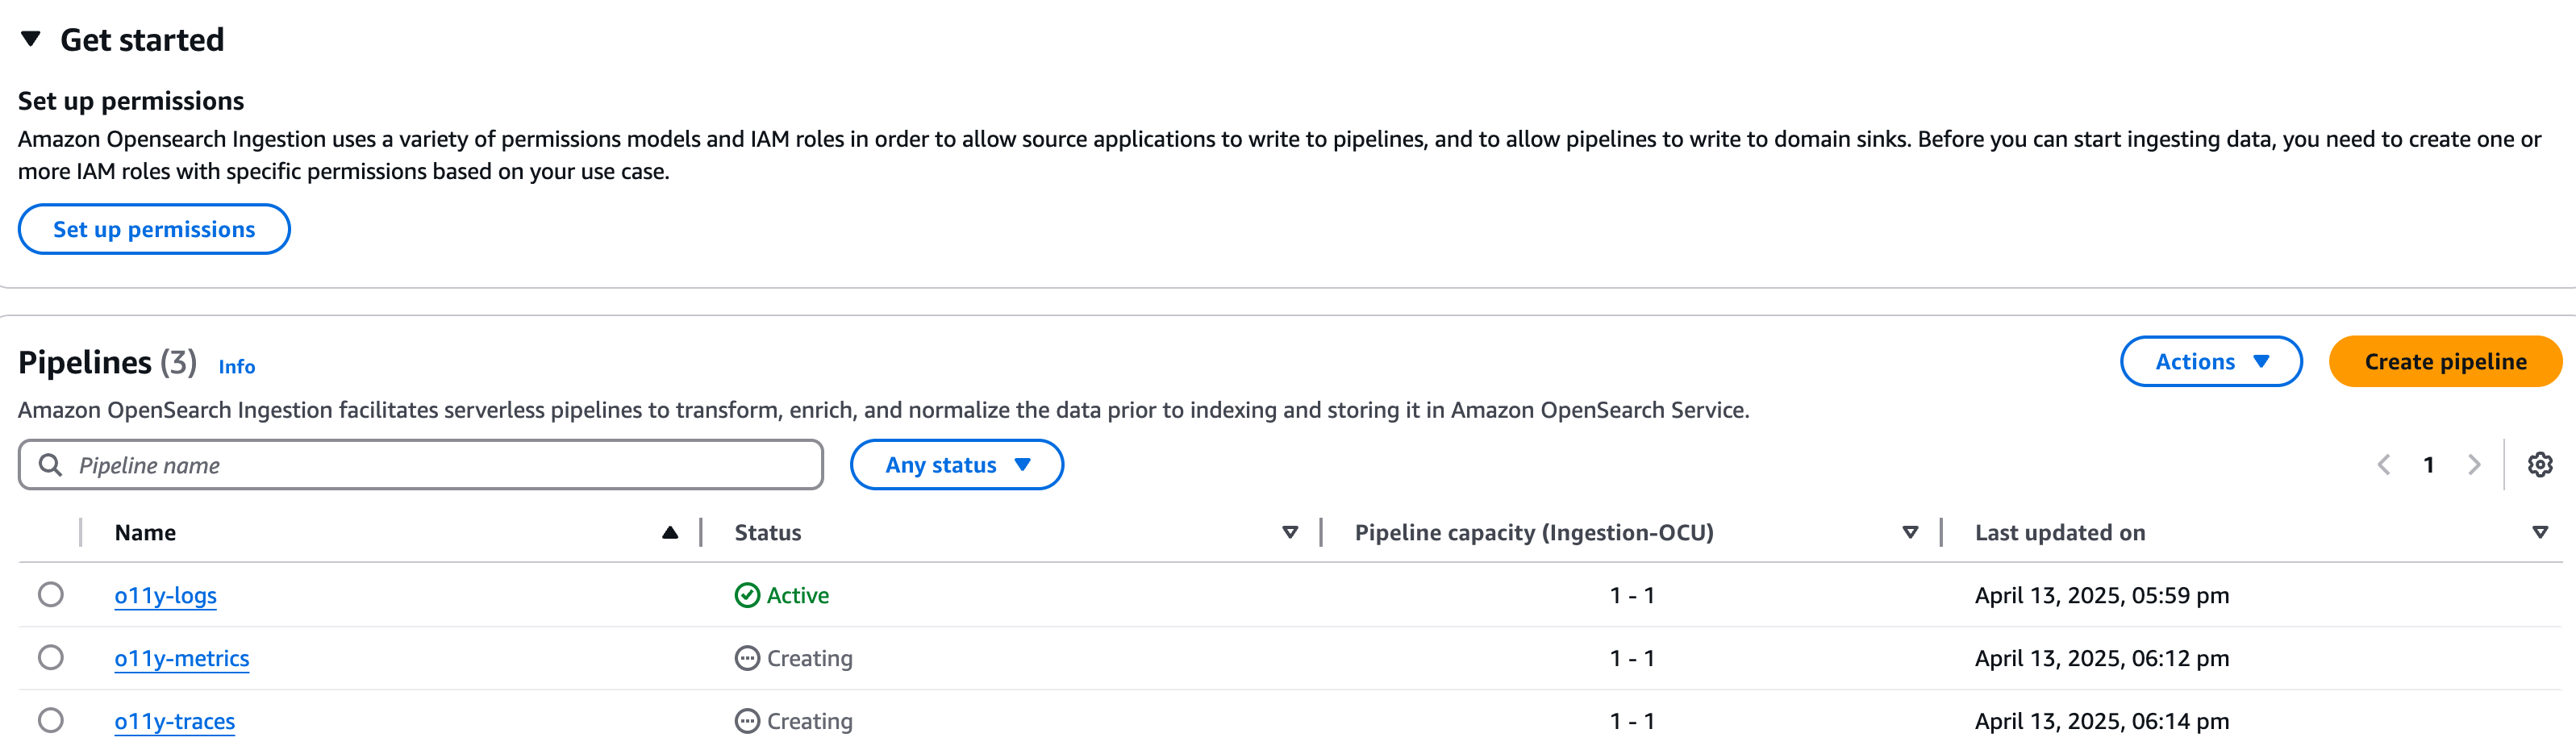 Get started
Set up permissions
Amazon Opensearch Ingestion uses a variety of permissions models and IAM roles in order to allow source applications to write to pipelines, and to allow pipelines to write to domain sinks. Before you can start ingesting data, you need to create one or
more IAM roles with specific permissions based on your use case.
Set up permissions
Pipelines (3) Info
Actions
Create pipeline
Amazon OpenSearch Ingestion facilitates serverless pipelines to transform, enrich, and normalize the data prior to indexing and storing it in Amazon OpenSearch Service.
Pipeline name
Any status
1
Name Status Pipeline capacity (Ingestion-OCU) Last updated on
o11y-logs Active 1 - 1 April 13, 2025, 05:59 pm
o11y-metrics Creating 1 - 1 April 13, 2025, 06:12 pm
o11y-traces Creating 1 - 1 April 13, 2025, 06:14 pm